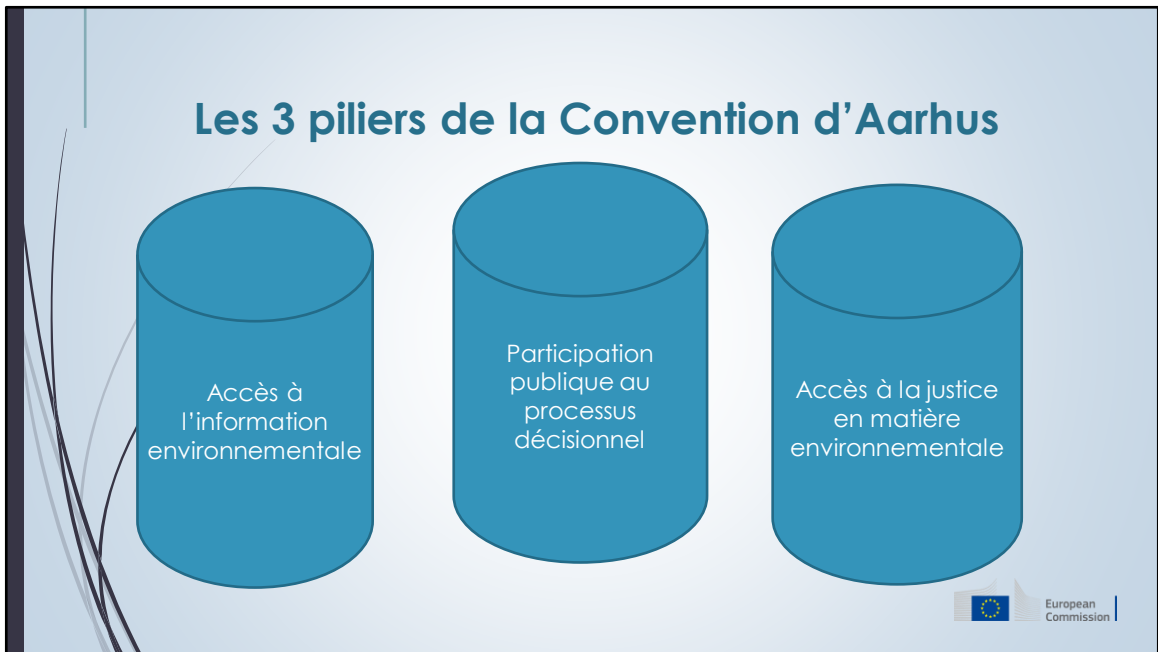 Les 3 piliers de la Convention d’Aarhus
Accès à
l’information
environnementale
Participation
publique au
processus
décisionnel
Accès à la justice
en matière
environnementale
European
Commission